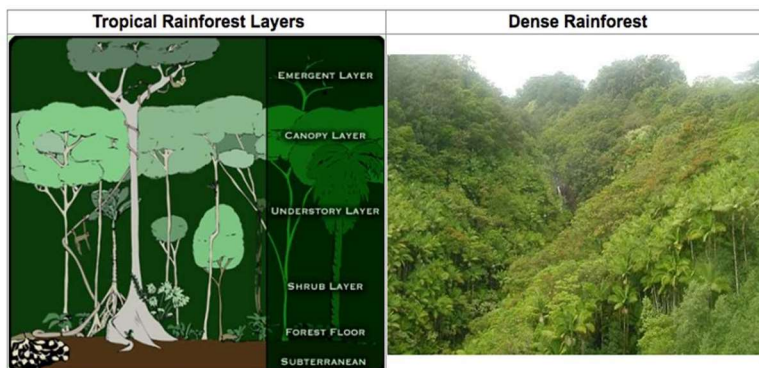 Tropical Rainforest Layers
Dense Rainforest
EMERGENT LAYER
CANOPY LAYER
UNDERSTORY LAYER
SHRUB LAYER
FOREST FLOOR
SUBTERRANEAN